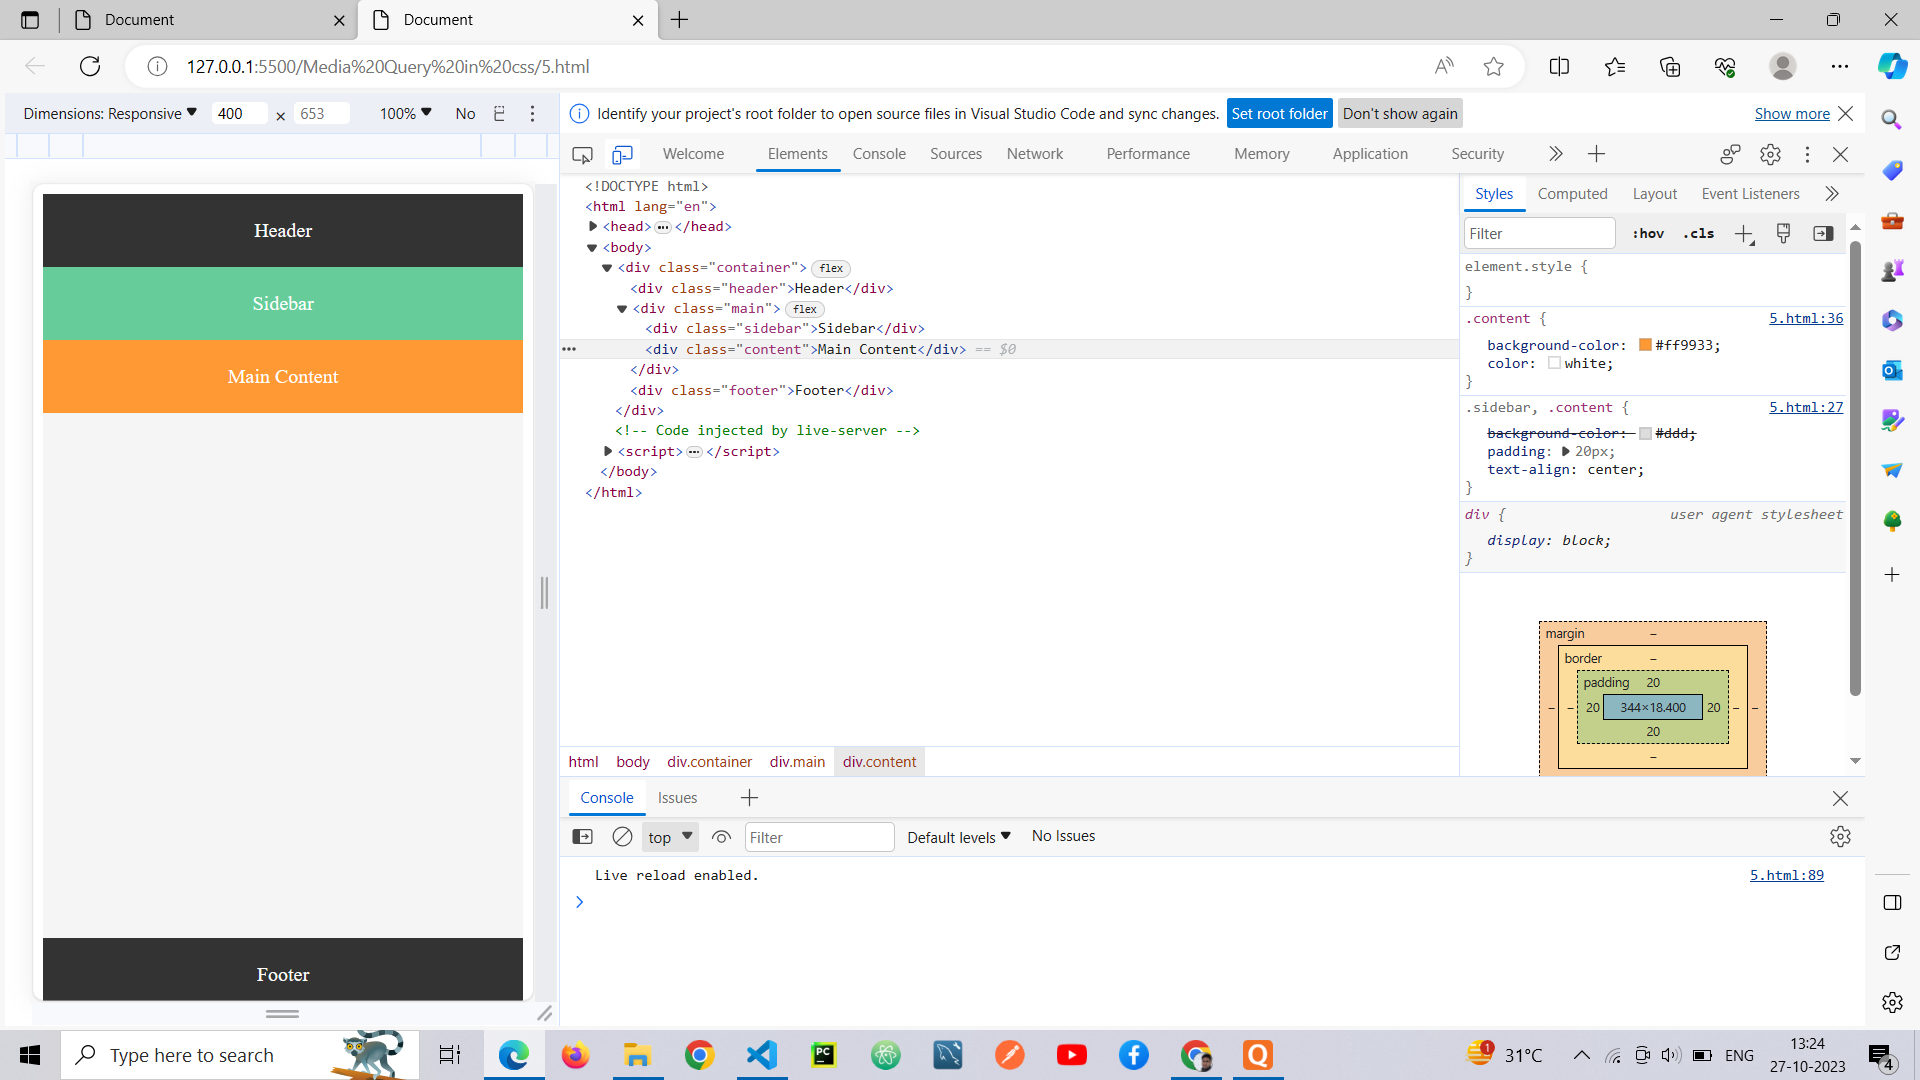 Document
Document
127.0.0.1:5500/Media%20Query%20in%20css/5.html
Dimensions: Responsive
400 × 653
100%
No
Header
Sidebar
Main Content
Footer
Identify your project's root folder to open source files in Visual Studio Code and sync changes.
Set root folder
Don't show again
Show more
Welcome
Elements
Console
Sources
Network
Performance
Memory
Application
Security
<!DOCTYPE html>
<html lang="en">
<head>…</head>
<body>
<div class="container"> flex
<div class="header">Header</div>
<div class="main"> flex
<div class="sidebar">Sidebar</div>
<div class="content">Main Content</div> == $0
</div>
<div class="footer">Footer</div>
</div>
<!-- Code injected by live-server -->
<script>…</script>
</body>
</html>
html
body
div.container
div.main
div.content
Styles
Computed
Layout
Event Listeners
Filter
:hov
.cls
element.style {
}
.content { 5.html:36
background-color: #ff9933;
color: white;
}
.sidebar, .content { 5.html:27
background-color: #ddd;
padding: 20px;
text-align: center;
}
div { user agent stylesheet
display: block;
}
margin –
border –
padding 20
– – 20 344×18.400 20 – –
20
–
Console
Issues
top
Filter
Default levels
No Issues
Live reload enabled. 5.html:89
Type here to search
PC
Q
1
31°C
ENG
13:24
27-10-2023
4